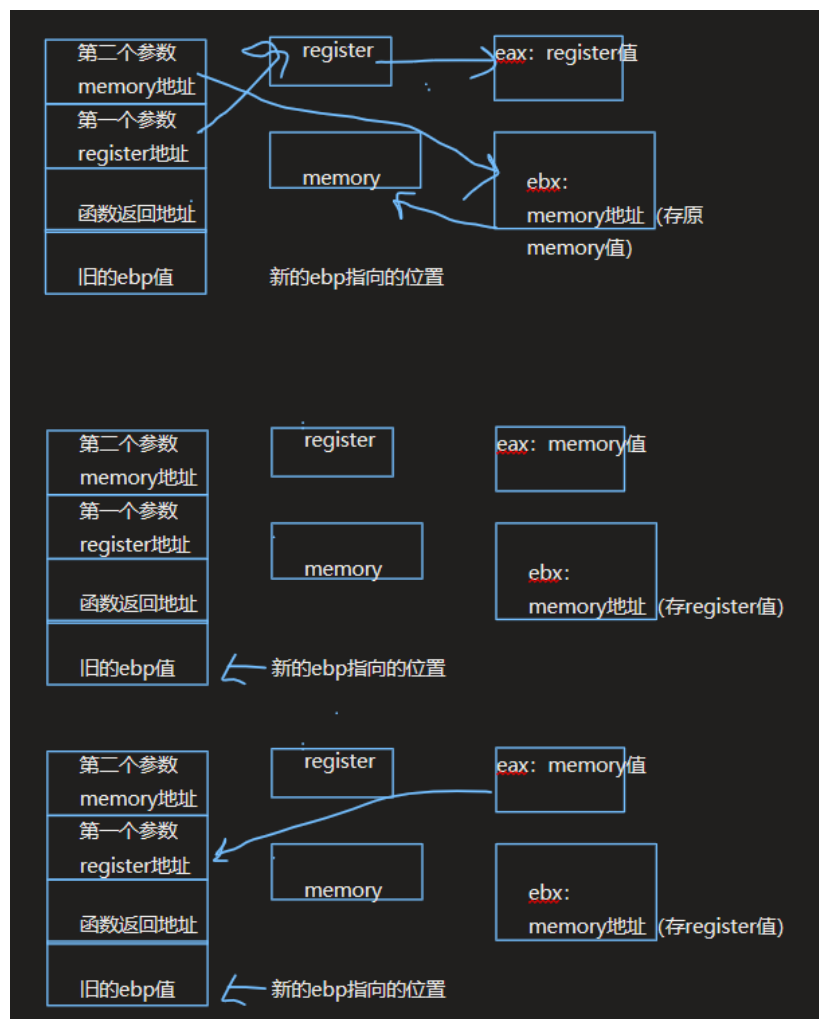 第二个参数
memory地址
第一个参数
register地址
函数返回地址
旧的ebp值
register
memory
新的ebp指向的位置
eax：register值
ebx：
memory地址 (存原
memory值)
第二个参数
memory地址
第一个参数
register地址
函数返回地址
旧的ebp值
register
memory
新的ebp指向的位置
eax：memory值
ebx：
memory地址 (存register值)
第二个参数
memory地址
第一个参数
register地址
函数返回地址
旧的ebp值
register
memory
新的ebp指向的位置
eax：memory值
ebx：
memory地址 (存register值)